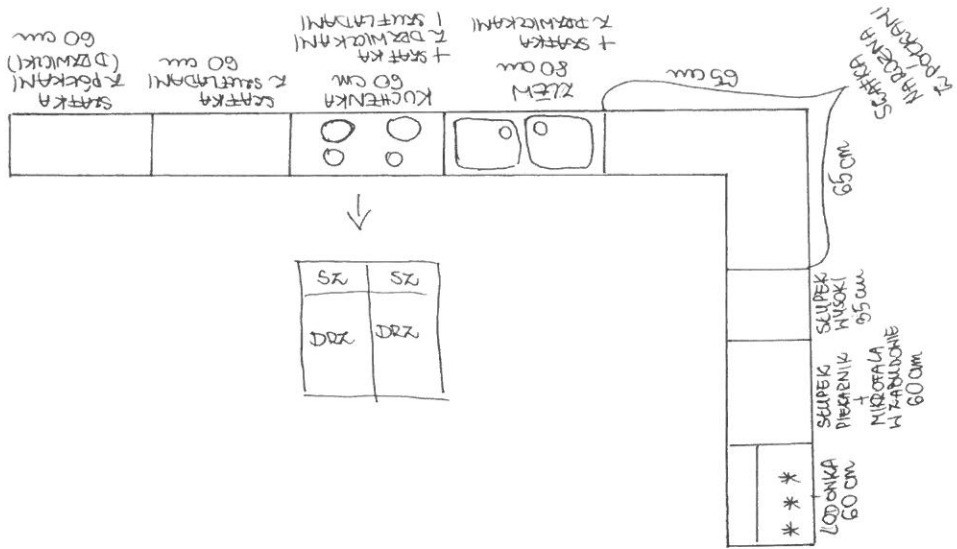 SZAFKA
Z PÓŁKAMI
(DRZWICZKI)
60 cm
SZAFKA
Z SZUFLADAMI
60 cm
KUCHENKA
60 cm
+ SZAFKA
Z DRZWICZKAMI
I SZUFLADAMI
ZLEW
80 cm
+ SZAFKA
Z DRZWICZKAMI
65 cm
SZAFKA
NAROŻNA
Z PÓŁKAMI
65 cm
SZ SZ
DRZ DRZ
SŁUPEK
WYSOKI
35 cm
SŁUPEK
PIEKARNIK
+
MIKROFALA
W ZABUDOWIE
60 cm
LODÓWKA
60 cm